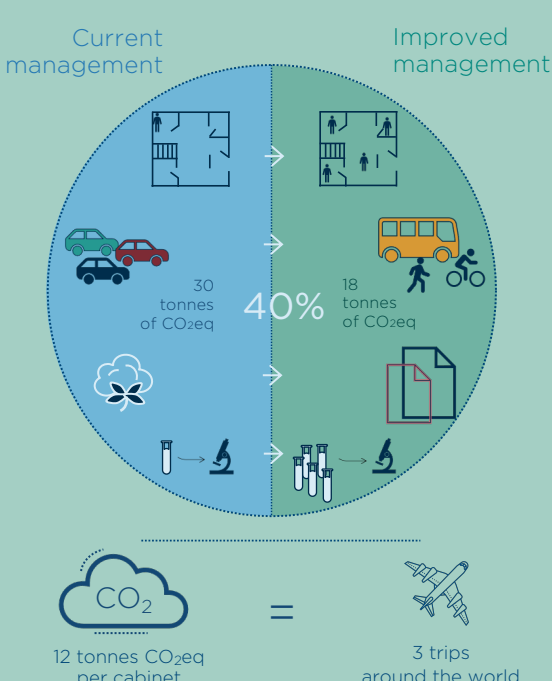 Current
management
Improved
management
30
tonnes
of CO₂eq
40%
18
tonnes
of CO₂eq
CO₂
=
12 tonnes CO₂eq
per cabinet
3 trips
around the world